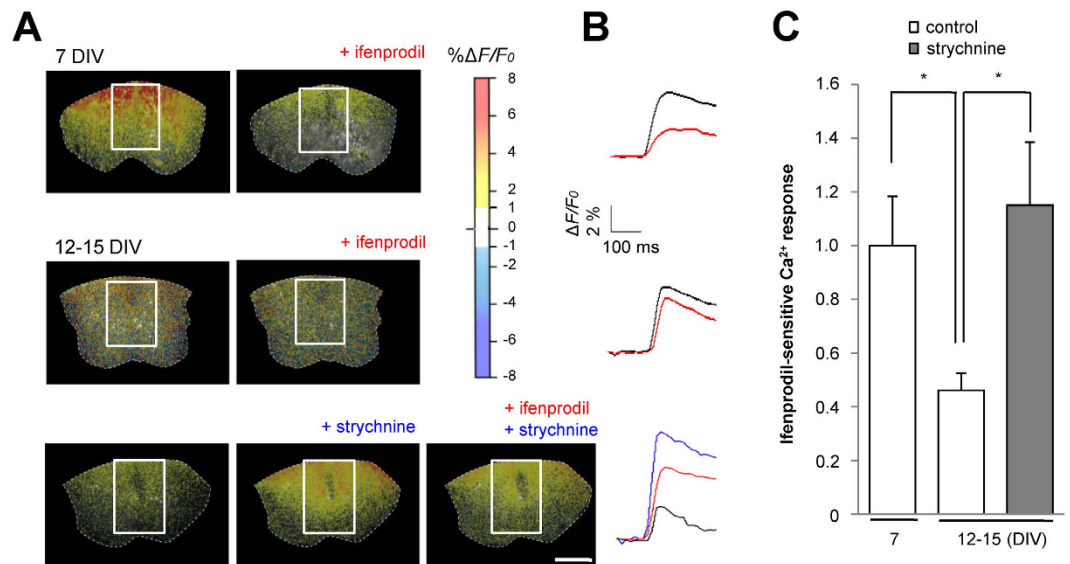 A
7 DIV
+ ifenprodil
%ΔF/F0
8
6
4
2
1
0
-1
-2
-4
-6
-8
12-15 DIV
+ ifenprodil
+ strychnine
+ ifenprodil
+ strychnine
B
ΔF/F0
2 %
100 ms
C
control
strychnine
Ifenprodil-sensitive Ca²⁺ response
1.6
1.4
1.2
1.0
0.8
0.6
0.4
0.2
0
* *
7 12-15 (DIV)